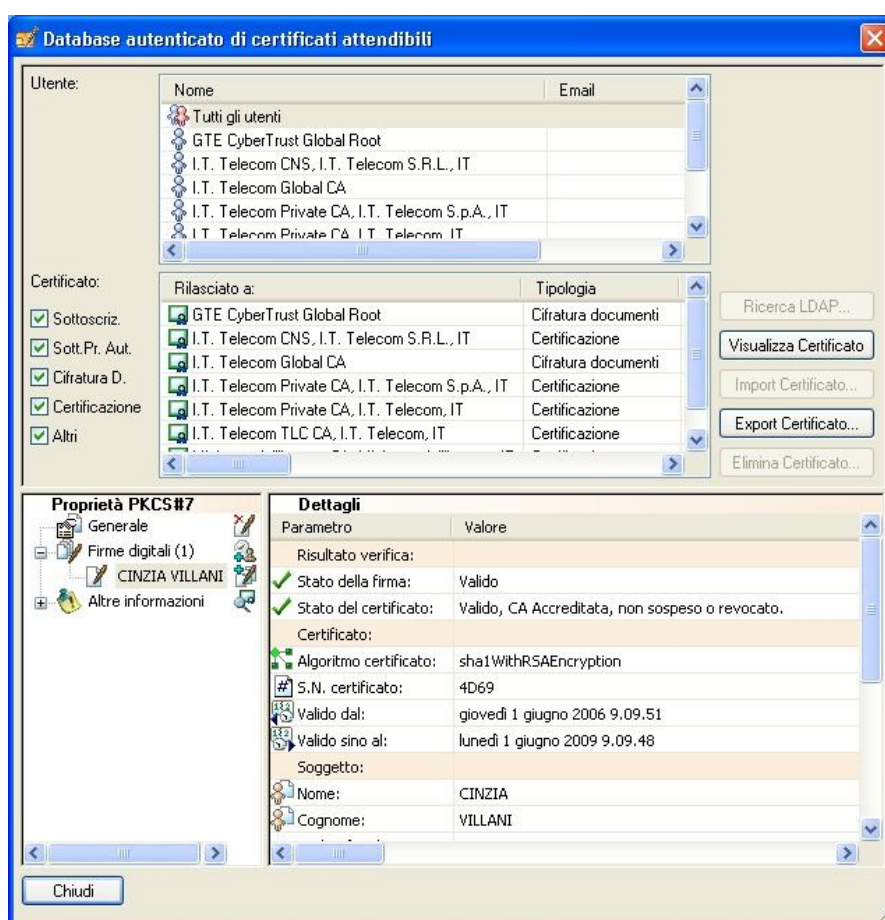 Database autenticato di certificati attendibili
Utente:
Nome Email
Tutti gli utenti
GTE CyberTrust Global Root
I.T. Telecom CNS, I.T. Telecom S.R.L., IT
I.T. Telecom Global CA
I.T. Telecom Private CA, I.T. Telecom S.p.A., IT
I.T. Telecom Private CA, I.T. Telecom, IT
Certificato:
Sottoscriz.
Sott.Pr. Aut.
Cifratura D.
Certificazione
Altri
Rilasciato a: Tipologia
GTE CyberTrust Global Root Cifratura documenti
I.T. Telecom CNS, I.T. Telecom S.R.L., IT Certificazione
I.T. Telecom Global CA Cifratura documenti
I.T. Telecom Private CA, I.T. Telecom S.p.A., IT Certificazione
I.T. Telecom Private CA, I.T. Telecom, IT Certificazione
I.T. Telecom TLC CA, I.T. Telecom, IT Certificazione
Ricerca LDAP...
Visualizza Certificato
Import Certificato...
Export Certificato...
Elimina Certificato...
Proprietà PKCS#7
Generale
Firme digitali (1)
CINZIA VILLANI
Altre informazioni
Dettagli
Parametro Valore
Risultato verifica:
Stato della firma: Valido
Stato del certificato: Valido, CA Accreditata, non sospeso o revocato.
Certificato:
Algoritmo certificato: sha1WithRSAEncryption
S.N. certificato: 4D69
Valido dal: giovedì 1 giugno 2006 9.09.51
Valido sino al: lunedì 1 giugno 2009 9.09.48
Soggetto:
Nome: CINZIA
Cognome: VILLANI
Chiudi